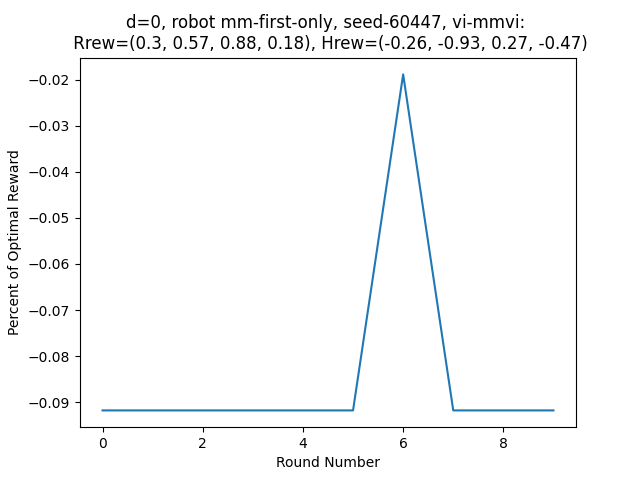 d=0, robot mm-first-only, seed-60447, vi-mmvi:
Rrew=(0.3, 0.57, 0.88, 0.18), Hrew=(-0.26, -0.93, 0.27, -0.47)
Percent of Optimal Reward
−0.02
−0.03
−0.04
−0.05
−0.06
−0.07
−0.08
−0.09
0 2 4 6 8
Round Number